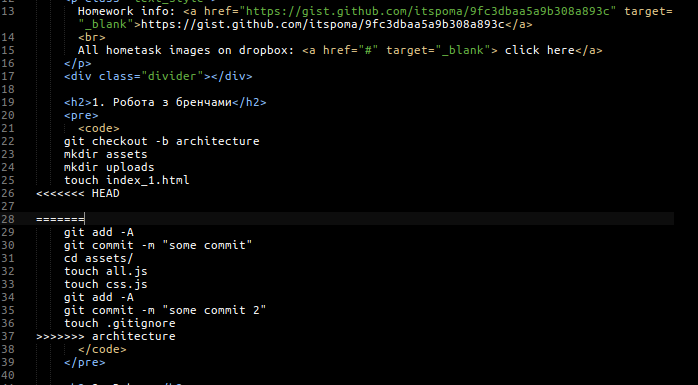 13 Homework info: <a href="https://gist.github.com/itspoma/9fc3dbaa5a9b308a893c" target=
"_blank">https://gist.github.com/itspoma/9fc3dbaa5a9b308a893c</a>
14 <br>
15 All hometask images on dropbox: <a href="#" target="_blank"> click here</a>
16 </p>
17 <div class="divider"></div>
18
19 <h2>1. Робота з бренчами</h2>
20 <pre>
21 <code>
22 git checkout -b architecture
23 mkdir assets
24 mkdir uploads
25 touch index_1.html
26 <<<<<<< HEAD
27
28 =======
29 git add -A
30 git commit -m "some commit"
31 cd assets/
32 touch all.js
33 touch css.js
34 git add -A
35 git commit -m "some commit 2"
36 touch .gitignore
37 >>>>>>> architecture
38 </code>
39 </pre>
40